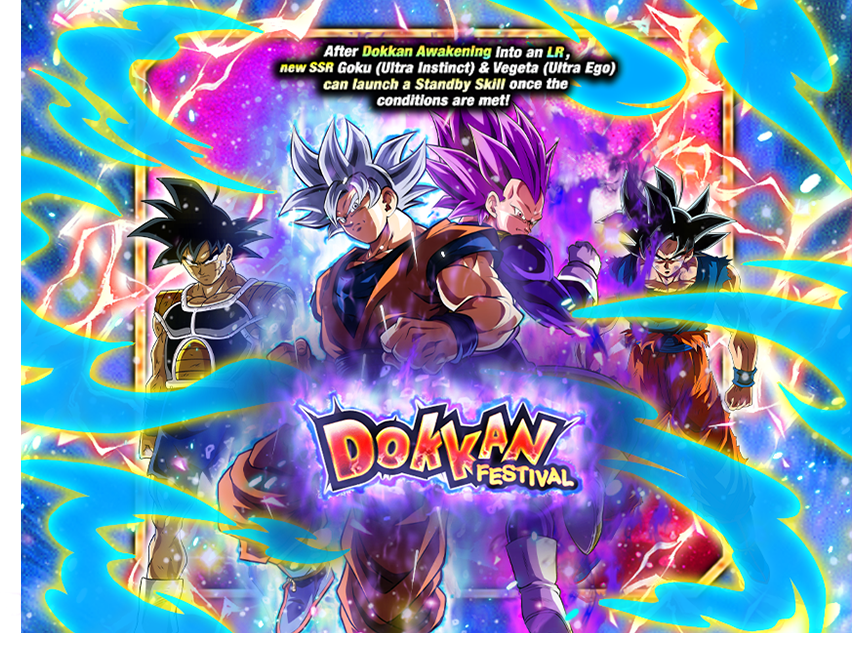 After Dokkan Awakening into an LR,
new SSR Goku (Ultra Instinct) & Vegeta (Ultra Ego)
can launch a Standby Skill once the
conditions are met!
DOKKAN
FESTIVAL